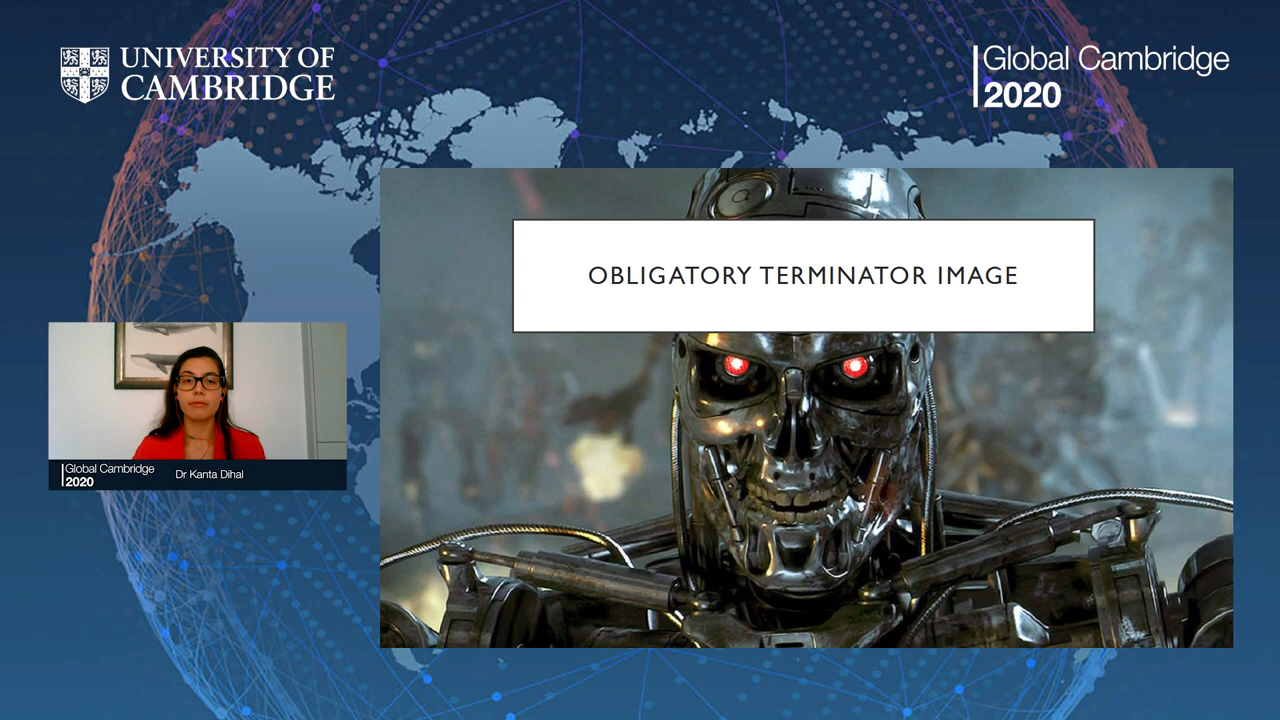 UNIVERSITY OF
CAMBRIDGE
Global Cambridge
2020
OBLIGATORY TERMINATOR IMAGE
Global Cambridge
2020
Dr Kanta Dihal